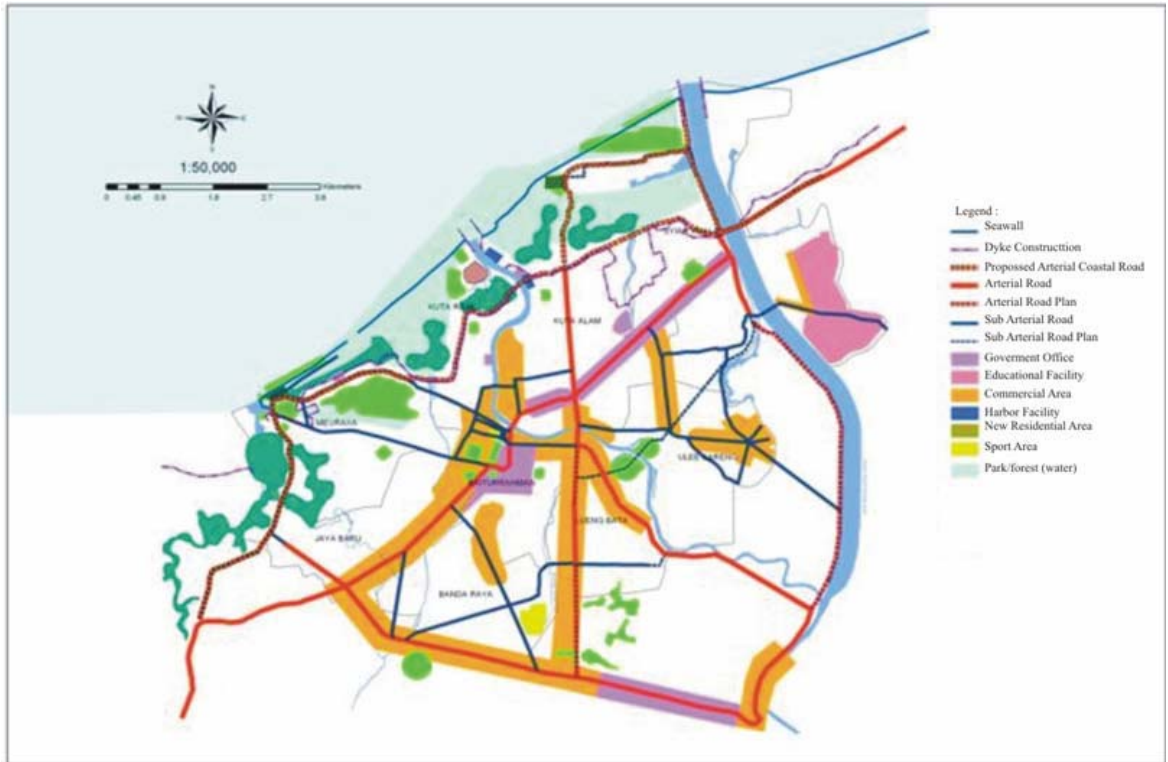 N
E
1:50,000
0 0.45 0.9 1.8 2.7 3.6
Kilometers
KUTA ALAM
MEURAXA
JAYA BARU
BANDA RAYA
LUENG BATA
BAITURRAHMAN
Legend :
Seawall
Dyke Constructtion
Propossed Arterial Coastal Road
Arterial Road
Arterial Road Plan
Sub Arterial Road
Sub Arterial Road Plan
Goverment Office
Educational Facility
Commercial Area
Harbor Facility
New Residential Area
Sport Area
Park/forest (water)